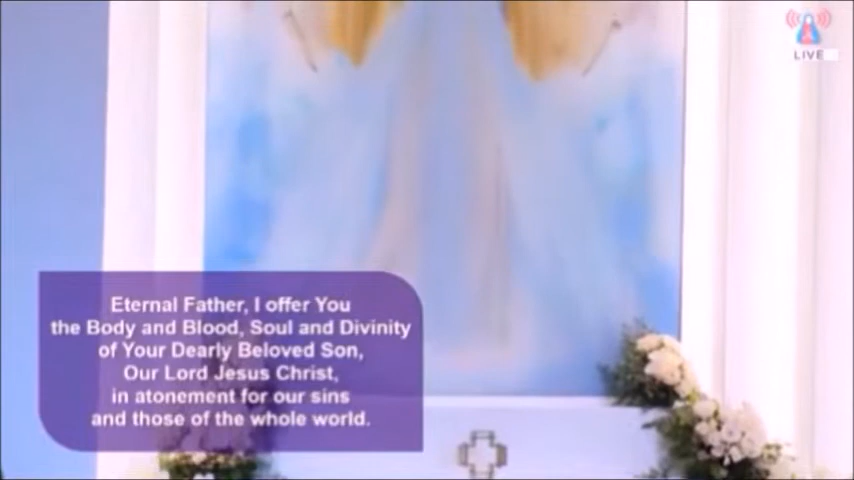 LIVE
Eternal Father, I offer You
the Body and Blood, Soul and Divinity
of Your Dearly Beloved Son,
Our Lord Jesus Christ,
in atonement for our sins
and those of the whole world.